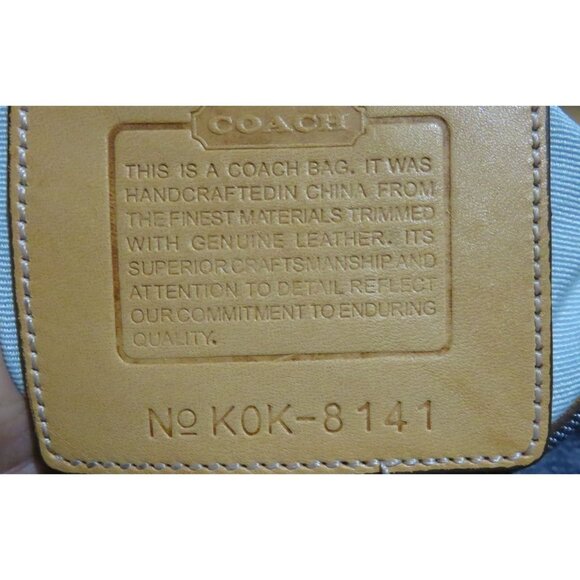 COACH
THIS IS A COACH BAG. IT WAS
HANDCRAFTEDIN CHINA FROM
THE FINEST MATERIALS TRIMMED
WITH GENUINE LEATHER. ITS
SUPERIOR CRAFTSMANSHIP AND
ATTENTION TO DETAIL REFLECT
OUR COMMITMENT TO ENDURING
QUALITY.
Nº K0K-8141